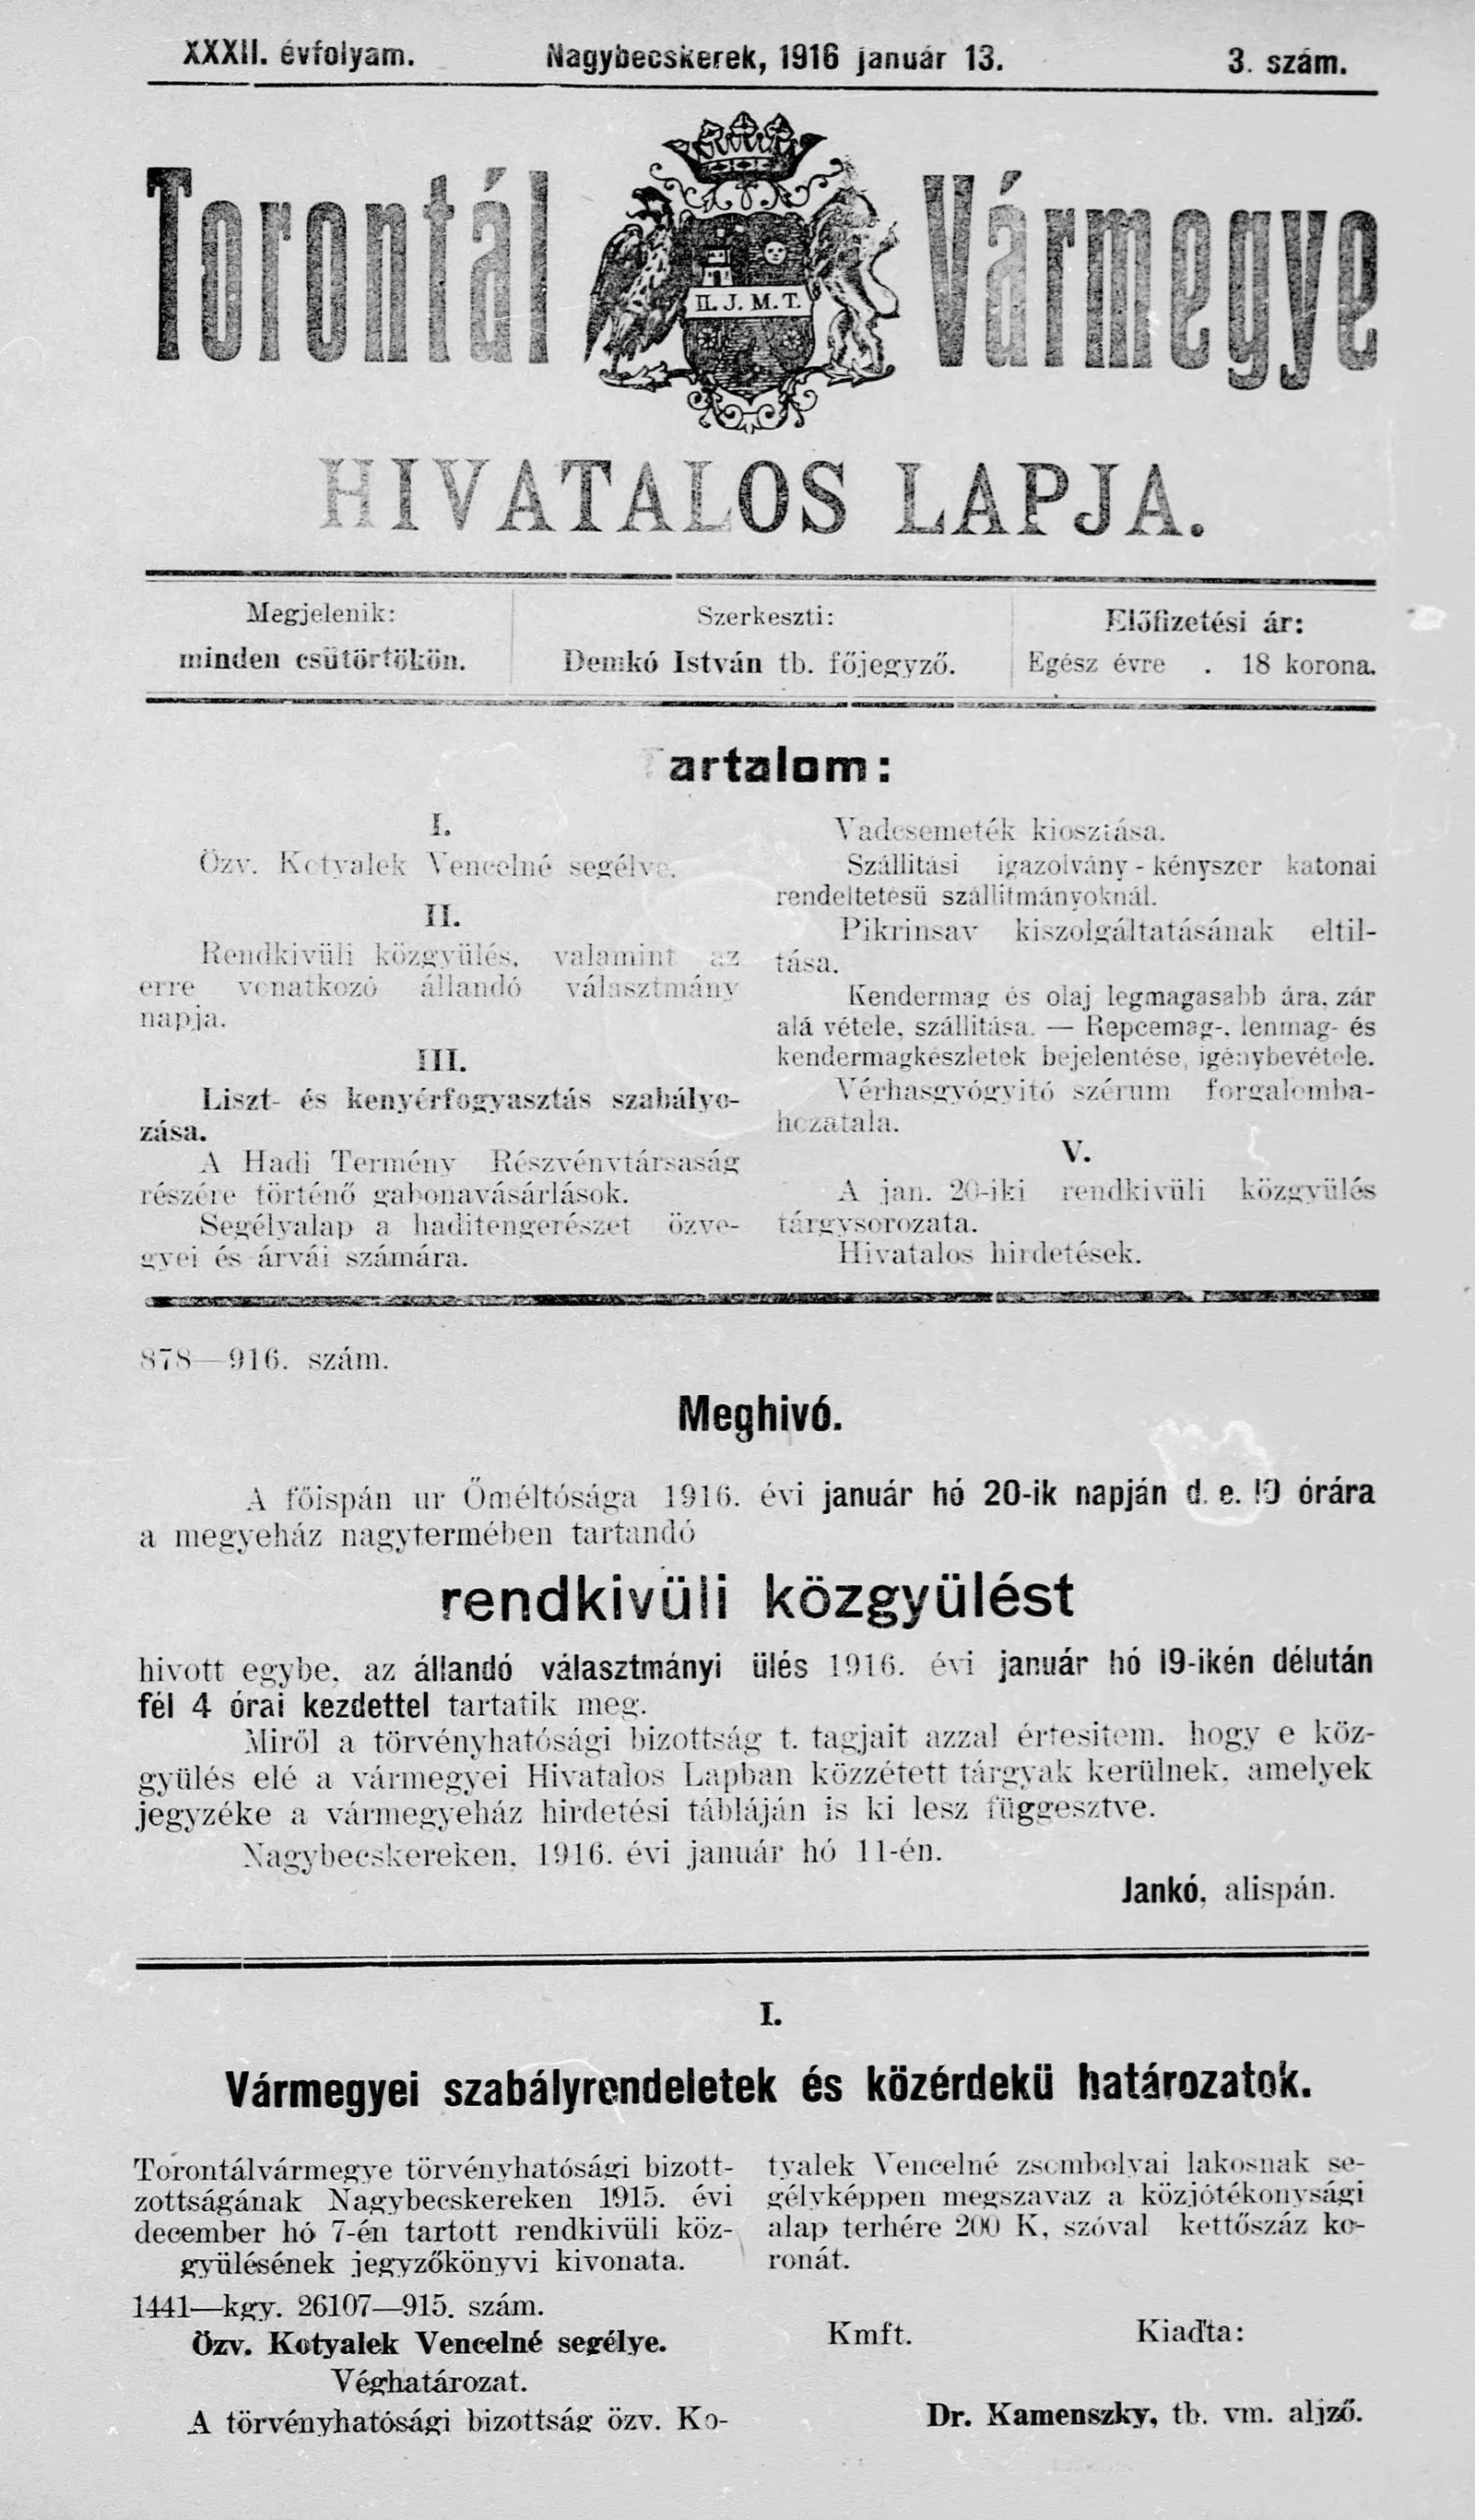 XXXII. évfolyam. Nagybecskerek, 1916 január 13. 3. szám.
Torontál Vármegye
II. J. M. T.
HIVATALOS LAPJA.
Megjelenik:
minden csütörtökön.
Szerkeszti:
Demkó István tb. főjegyző.
Előfizetési ár:
Egész évre . 18 korona.
Tartalom:
I.
Özv. Kotyalek Vencelné segélye.
II.
Rendkivüli közgyülés, valamint az
erre vonatkozó állandó választmány
napja.
III.
Liszt- és kenyérfogyasztás szabályo-
zása.
A Hadi Termény Részvénytársaság
részére történő gabonavásárlások.
Segélyalap a haditengerészet özve-
gyei és árvái számára.
Vadcsemeték kiosztása.
Szállitási igazolvány - kényszer katonai
rendeltetésü szállitmányoknál.
Pikrinsav kiszolgáltatásának eltil-
tása.
Kendermag és olaj legmagasabb ára, zár
alá vétele, szállitása. — Repcemag-, lenmag- és
kendermagkészletek bejelentése, igénybevétele.
Vérhasgyógyitó szérum forgalomba-
hozatala.
V.
A jan. 20-iki rendkivüli közgyülés
tárgysorozata.
Hivatalos hirdetések.
878—916. szám.
Meghivó.
A főispán ur Őméltósága 1916. évi január hó 20-ik napján d. e. 10 órára
a megyeház nagytermében tartandó
rendkivüli közgyülést
hivott egybe, az állandó választmányi ülés 1916. évi január hó 19-ikén délután
fél 4 órai kezdettel tartatik meg.
Miről a törvényhatósági bizottság t. tagjait azzal értesitem, hogy e köz-
gyülés elé a vármegyei Hivatalos Lapban közzétett tárgyak kerülnek, amelyek
jegyzéke a vármegyeház hirdetési tábláján is ki lesz függesztve.
Nagybecskereken, 1916. évi január hó 11-én.
Jankó, alispán.
I.
Vármegyei szabályrendeletek és közérdekü határozatok.
Torontálvármegye törvényhatósági bizott-
zottságának Nagybecskereken 1915. évi
december hó 7-én tartott rendkivüli köz-
gyülésének jegyzőkönyvi kivonata.
1441—kgy. 26107—915. szám.
Özv. Kotyalek Vencelné segélye.
Véghatározat.
A törvényhatósági bizottság özv. Ko-
tyalek Vencelné zsombolyai lakosnak se-
gélyképpen megszavaz a közjótékonysági
alap terhére 200 K, szóval kettőszáz ko-
ronát.
Kmft. Kiadta:
Dr. Kamenszky, tb. vm. aljző.